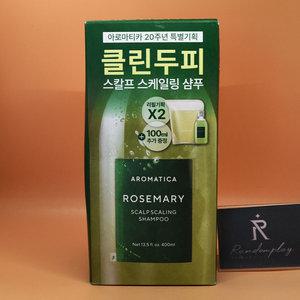 아로마티카 20주년 특별기획
클린두피
스칼프 스케일링 샴푸
리필기획
X2
+100ml
추가 증정
AROMATICA
ROSEMARY
SCALP SCALING
SHAMPOO
Net 13.5 fl. oz. 400ml
R
Randomplay